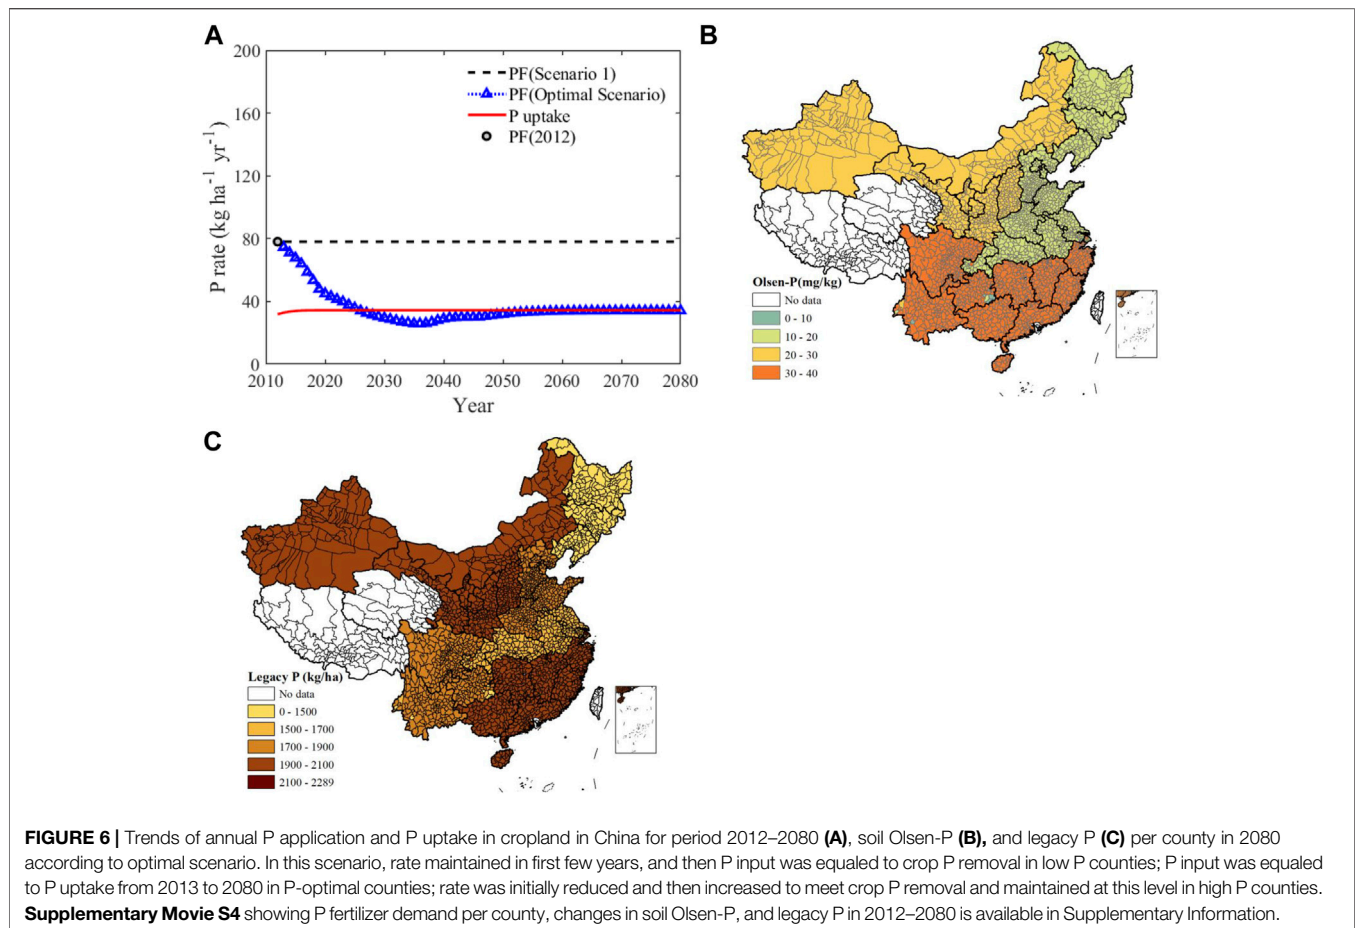 A
200
160
120
80
40
0
P rate (kg ha⁻¹ yr⁻¹)
PF(Scenario 1)
PF(Optimal Scenario)
P uptake
PF(2012)
2010 2020 2030 2040 2050 2060 2070 2080
Year
B
Olsen-P(mg/kg)
No data
0 - 10
10 - 20
20 - 30
30 - 40
C
Legacy P (kg/ha)
No data
0 - 1500
1500 - 1700
1700 - 1900
1900 - 2100
2100 - 2289
FIGURE 6 | Trends of annual P application and P uptake in cropland in China for period 2012–2080 (A), soil Olsen-P (B), and legacy P (C) per county in 2080
according to optimal scenario. In this scenario, rate maintained in first few years, and then P input was equaled to crop P removal in low P counties; P input was equaled
to P uptake from 2013 to 2080 in P-optimal counties; rate was initially reduced and then increased to meet crop P removal and maintained at this level in high P counties.
Supplementary Movie S4 showing P fertilizer demand per county, changes in soil Olsen-P, and legacy P in 2012–2080 is available in Supplementary Information.